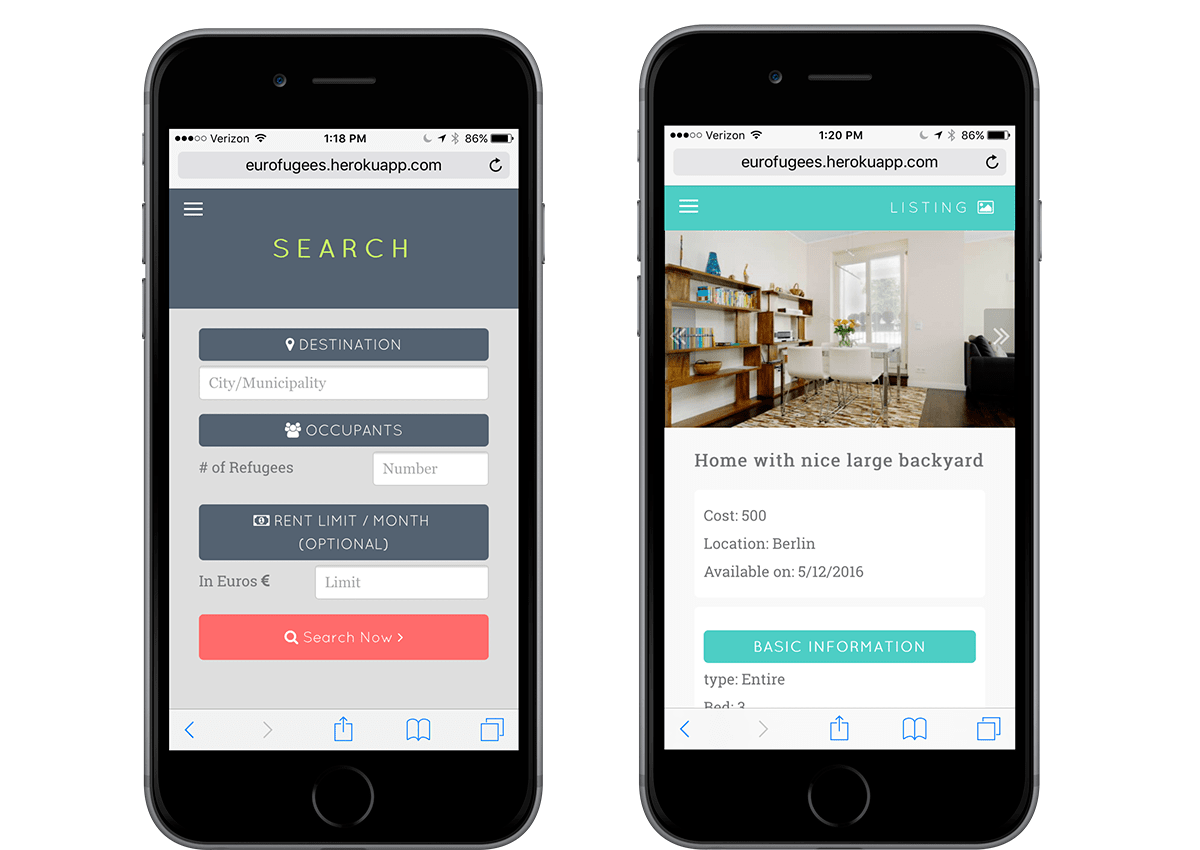 Verizon 1:18 PM 86%
eurofugees.herokuapp.com
SEARCH
DESTINATION
City/Municipality
OCCUPANTS
# of Refugees Number
RENT LIMIT / MONTH
(OPTIONAL)
In Euros € Limit
Search Now
Verizon 1:20 PM 86%
eurofugees.herokuapp.com
LISTING
Home with nice large backyard
Cost: 500
Location: Berlin
Available on: 5/12/2016
BASIC INFORMATION
type: Entire
Bed: 3